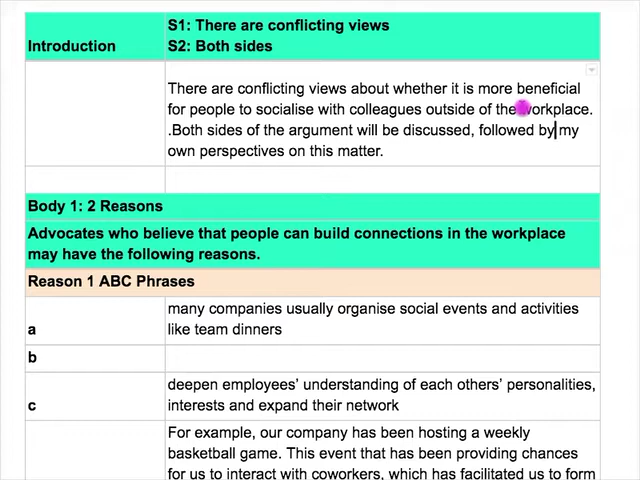 S1: There are conflicting views
Introduction S2: Both sides
There are conflicting views about whether it is more beneficial
for people to socialise with colleagues outside of the workplace.
.Both sides of the argument will be discussed, followed by my
own perspectives on this matter.
Body 1: 2 Reasons
Advocates who believe that people can build connections in the workplace
may have the following reasons.
Reason 1 ABC Phrases
many companies usually organise social events and activities
a like team dinners
b
deepen employees' understanding of each others' personalities,
c interests and expand their network
For example, our company has been hosting a weekly
basketball game. This event that has been providing chances
for us to interact with coworkers, which has facilitated us to form